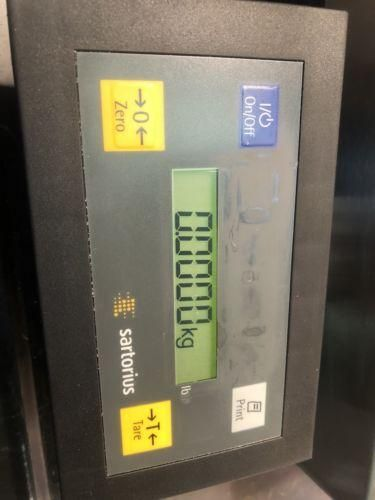 I/⏻
On/Off
Print
0.0000 kg
lb
→0←
Zero
sartorius
→T←
Tare